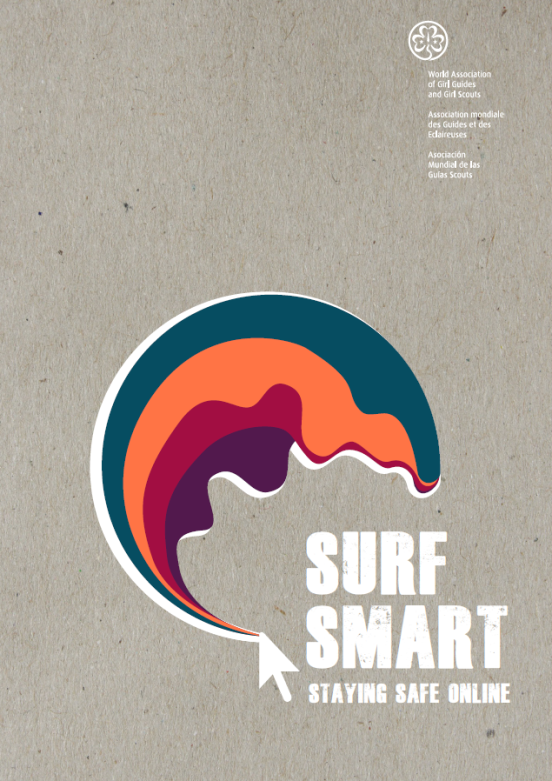 World Association
of Girl Guides
and Girl Scouts
Association mondiale
des Guides et des
Eclaireuses
Asociación
Mundial de las
Guías Scouts
SURF
SMART
STAYING SAFE ONLINE